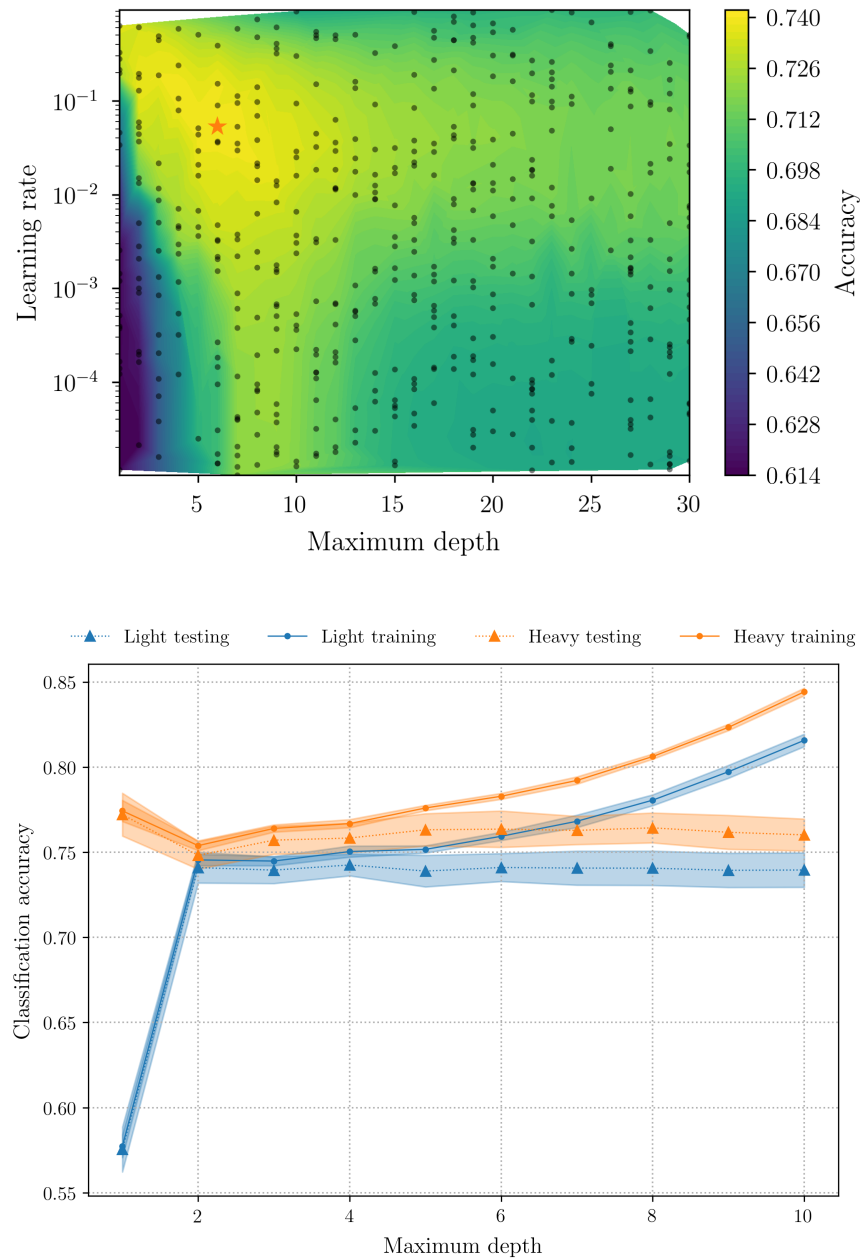 0.740
0.726
0.712
0.698
0.684
0.670
0.656
0.642
0.628
0.614
Accuracy
Learning rate
10⁻¹
10⁻²
10⁻³
10⁻⁴
5 10 15 20 25 30
Maximum depth
Light testing Light training Heavy testing Heavy training
Classification accuracy
0.85
0.80
0.75
0.70
0.65
0.60
0.55
2 4 6 8 10
Maximum depth